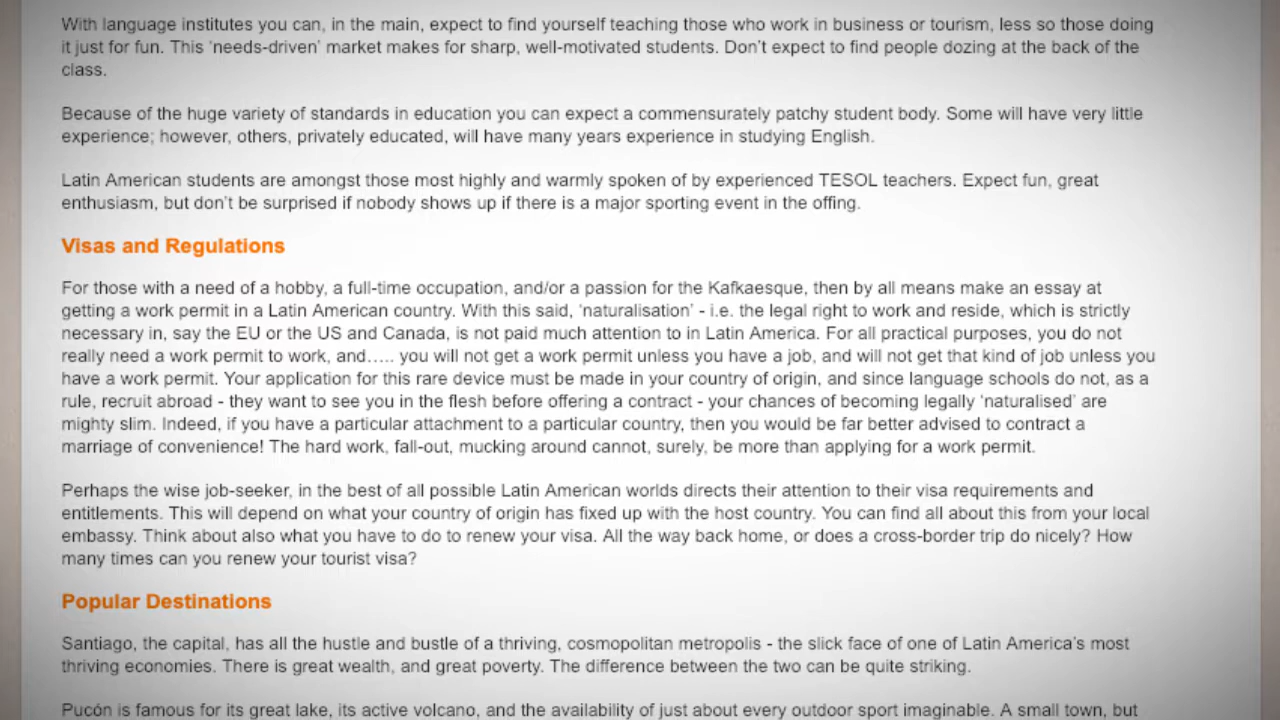 With language institutes you can, in the main, expect to find yourself teaching those who work in business or tourism, less so those doing
it just for fun. This ‘needs-driven’ market makes for sharp, well-motivated students. Don’t expect to find people dozing at the back of the
class.
Because of the huge variety of standards in education you can expect a commensurately patchy student body. Some will have very little
experience; however, others, privately educated, will have many years experience in studying English.
Latin American students are amongst those most highly and warmly spoken of by experienced TESOL teachers. Expect fun, great
enthusiasm, but don’t be surprised if nobody shows up if there is a major sporting event in the offing.
Visas and Regulations
For those with a need of a hobby, a full-time occupation, and/or a passion for the Kafkaesque, then by all means make an essay at
getting a work permit in a Latin American country. With this said, ‘naturalisation’ - i.e. the legal right to work and reside, which is strictly
necessary in, say the EU or the US and Canada, is not paid much attention to in Latin America. For all practical purposes, you do not
really need a work permit to work, and….. you will not get a work permit unless you have a job, and will not get that kind of job unless you
have a work permit. Your application for this rare device must be made in your country of origin, and since language schools do not, as a
rule, recruit abroad - they want to see you in the flesh before offering a contract - your chances of becoming legally ‘naturalised’ are
mighty slim. Indeed, if you have a particular attachment to a particular country, then you would be far better advised to contract a
marriage of convenience! The hard work, fall-out, mucking around cannot, surely, be more than applying for a work permit.
Perhaps the wise job-seeker, in the best of all possible Latin American worlds directs their attention to their visa requirements and
entitlements. This will depend on what your country of origin has fixed up with the host country. You can find all about this from your local
embassy. Think about also what you have to do to renew your visa. All the way back home, or does a cross-border trip do nicely? How
many times can you renew your tourist visa?
Popular Destinations
Santiago, the capital, has all the hustle and bustle of a thriving, cosmopolitan metropolis - the slick face of one of Latin America’s most
thriving economies. There is great wealth, and great poverty. The difference between the two can be quite striking.
Pucón is famous for its great lake, its active volcano, and the availability of just about every outdoor sport imaginable. A small town, but